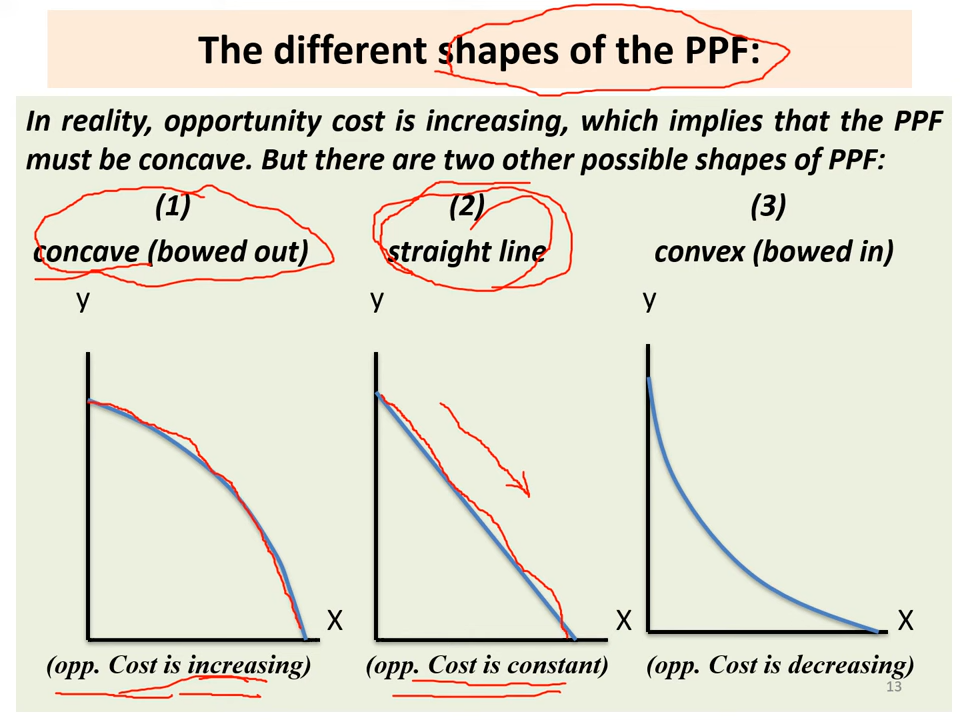 The different shapes of the PPF:
In reality, opportunity cost is increasing, which implies that the PPF
must be concave. But there are two other possible shapes of PPF:
(1) (2) (3)
concave (bowed out) straight line convex (bowed in)
y y y
X X X
(opp. Cost is increasing) (opp. Cost is constant) (opp. Cost is decreasing)
13